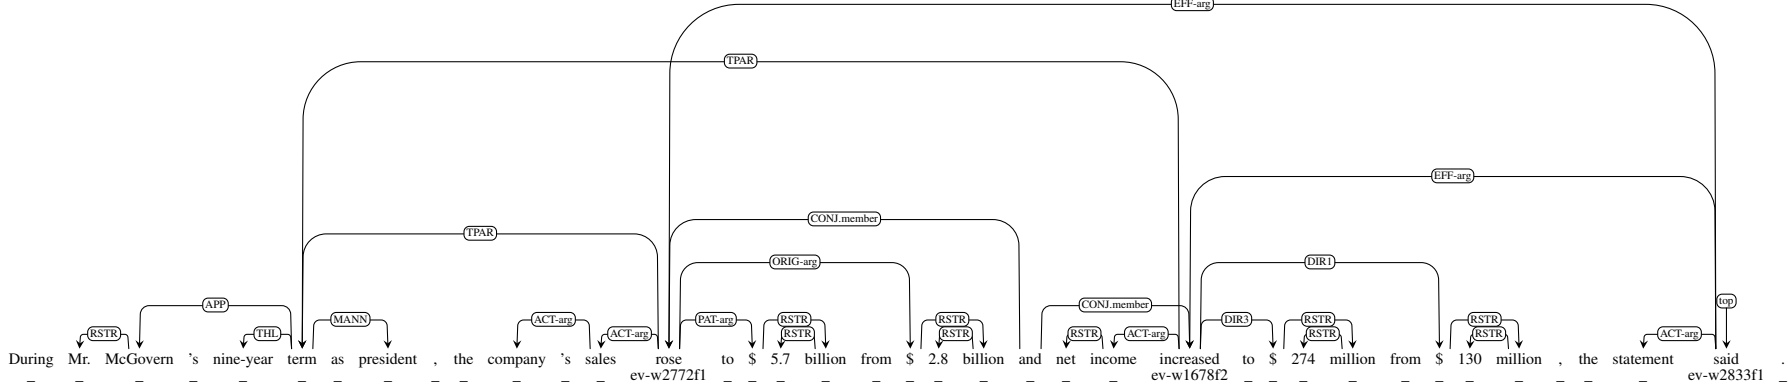 EFF-arg
TPAR
EFF-arg
CONJ.member
TPAR
ORIG-arg DIR1
APP CONJ.member top
MANN ACT-arg PAT-arg RSTR RSTR DIR3 RSTR RSTR
RSTR THL ACT-arg RSTR RSTR RSTR ACT-arg RSTR RSTR ACT-arg
During Mr. McGovern 's nine-year term as president , the company 's sales rose to $ 5.7 billion from $ 2.8 billion and net income increased to $ 274 million from $ 130 million , the statement said .
_ _ _ _ _ _ _ _ _ _ _ _ _ ev-w2772f1 _ _ _ _ _ _ _ _ _ _ _ ev-w1678f2 _ _ _ _ _ _ _ _ _ _ _ ev-w2833f1 _